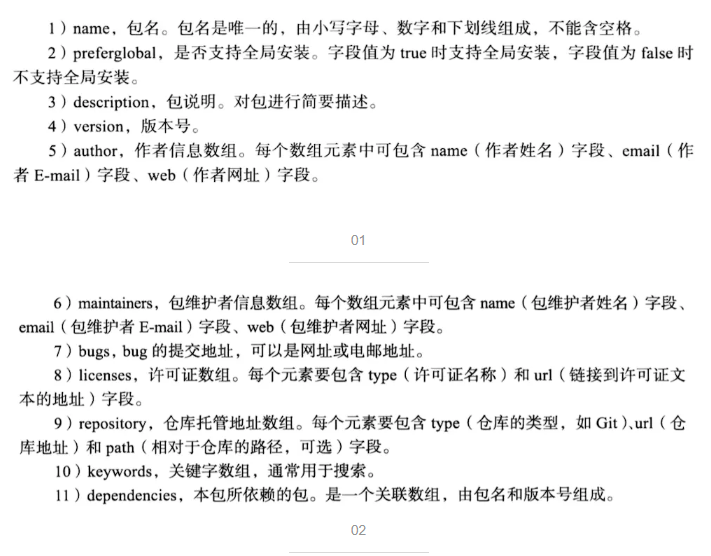 1）name，包名。包名是唯一的，由小写字母、数字和下划线组成，不能含空格。
2）preferglobal，是否支持全局安装。字段值为 true 时支持全局安装，字段值为 false 时
不支持全局安装。
3）description，包说明。对包进行简要描述。
4）version，版本号。
5）author，作者信息数组。每个数组元素中可包含 name（作者姓名）字段、email（作
者 E-mail）字段、web（作者网址）字段。
01
6）maintainers，包维护者信息数组。每个数组元素中可包含 name（包维护者姓名）字段、
email（包维护者 E-mail）字段、web（包维护者网址）字段。
7）bugs，bug 的提交地址，可以是网址或电邮地址。
8）licenses，许可证数组。每个元素要包含 type（许可证名称）和 url（链接到许可证文
本的地址）字段。
9）repository，仓库托管地址数组。每个元素要包含 type（仓库的类型，如 Git）、url（仓
库地址）和 path（相对于仓库的路径，可选）字段。
10）keywords，关键字数组，通常用于搜索。
11）dependencies，本包所依赖的包。是一个关联数组，由包名和版本号组成。
02